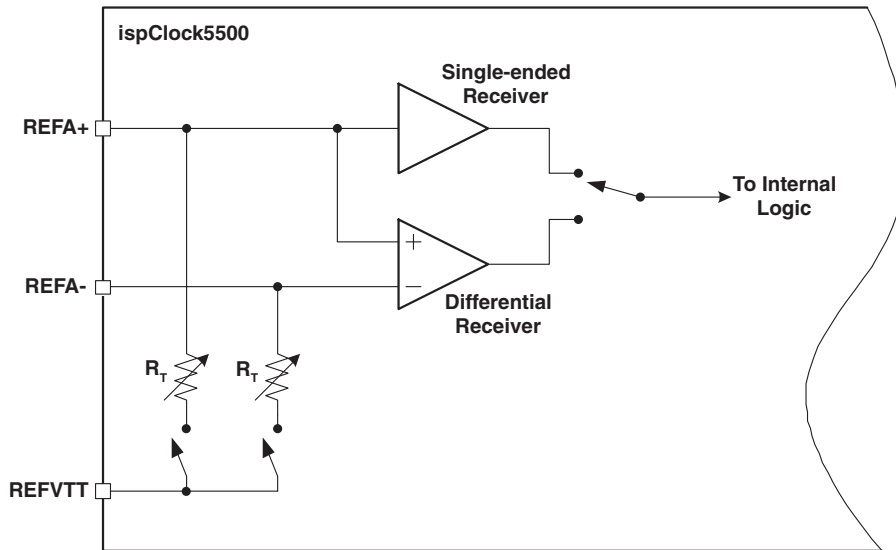 ispClock5500
Single-ended
Receiver
REFA+
To Internal
Logic
+
REFA-
–
Differential
Receiver
RT
RT
REFVTT